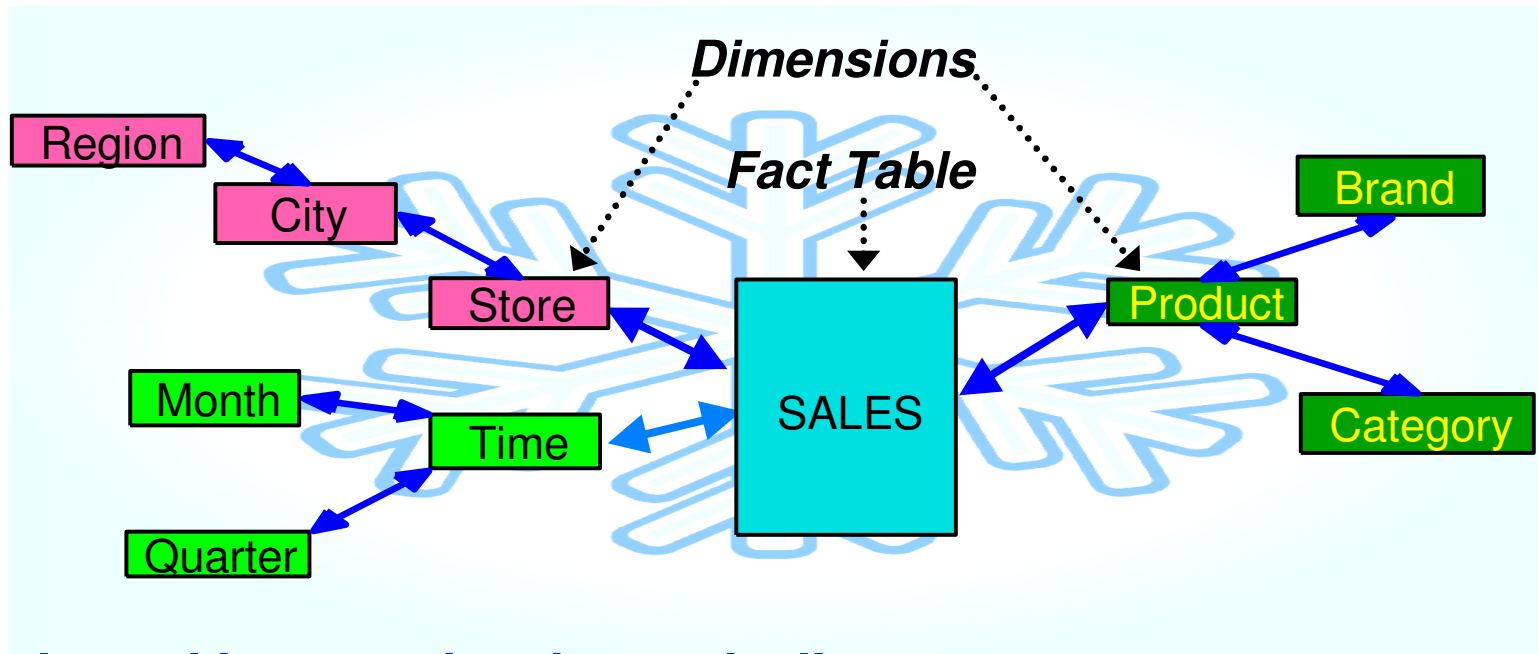 Dimensions
Fact Table
Region
City
Store
Month
Time
Quarter
SALES
Brand
Product
Category